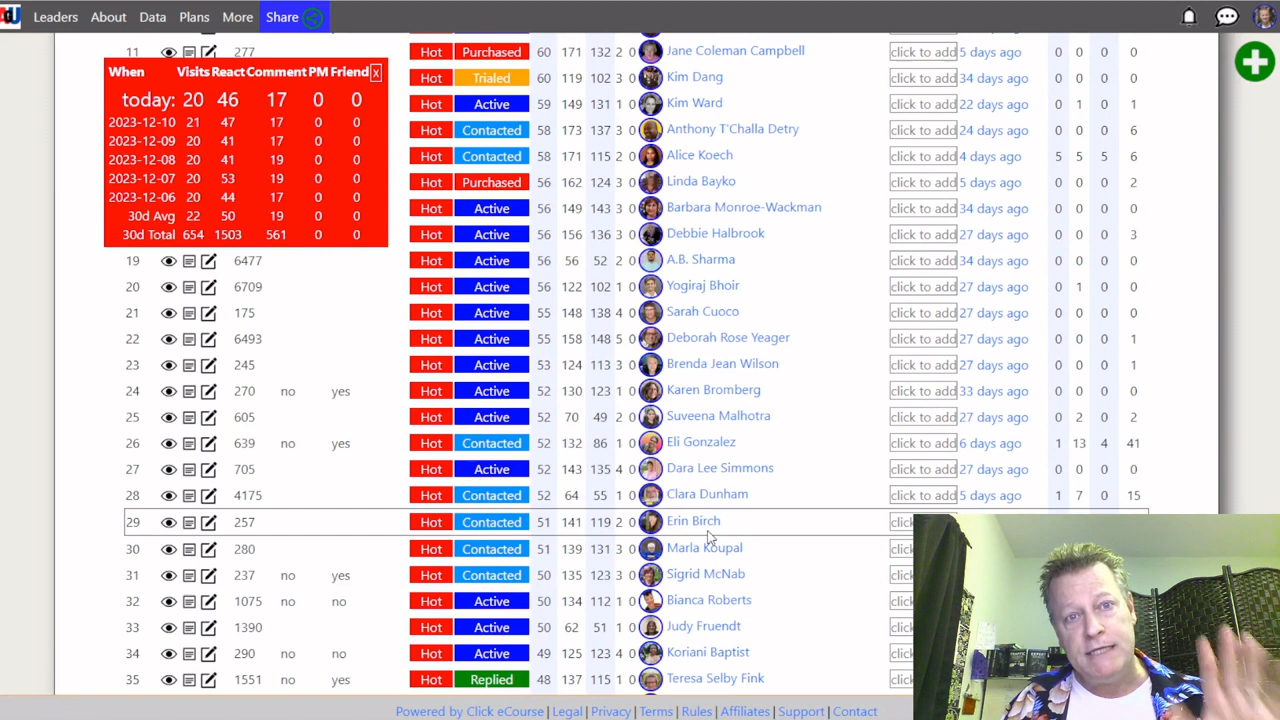 Leaders About Data Plans More Share
11 277 Hot Purchased 60 171 132 2 0 Jane Coleman Campbell click to add 5 days ago 0 0 0 0
When Visits React Comment PM Friend x
Hot Trialed 60 119 102 3 0 Kim Dang click to add 34 days ago 0 0 0 0
today: 20 46 17 0 0
Hot Active 59 149 131 1 0 Kim Ward click to add 22 days ago 0 1 0 1
2023-12-10 21 47 17 0 0
Hot Contacted 58 173 137 3 0 Anthony T'Challa Detry click to add 24 days ago 0 0 0 6
2023-12-09 20 41 17 0 0
Hot Contacted 58 171 115 2 0 Alice Koech click to add 4 days ago 5 5 5 6
2023-12-08 20 41 19 0 0
2023-12-07 20 53 19 0 0
Hot Purchased 56 162 124 3 0 Linda Bayko click to add 5 days ago 0 0 0 2
2023-12-06 20 44 17 0 0
Hot Active 56 149 143 3 0 Barbara Monroe-Wackman click to add 34 days ago 0 0 0 0
30d Avg 22 50 19 0 0
Hot Active 56 156 136 3 0 Debbie Halbrook click to add 27 days ago 0 0 0 3
30d Total 654 1503 561 0 0
19 6477 Hot Active 56 56 52 2 0 A.B. Sharma click to add 34 days ago 0 0 0 0
20 6709 Hot Active 56 122 102 1 0 Yogiraj Bhoir click to add 27 days ago 0 1 0 0
21 175 Hot Active 55 148 138 4 0 Sarah Cuoco click to add 27 days ago 0 0 0 0
22 6493 Hot Active 55 158 148 5 0 Deborah Rose Yeager click to add 27 days ago 0 0 0 1
23 245 Hot Active 53 124 113 3 0 Brenda Jean Wilson click to add 27 days ago 0 0 0 1
24 270 no yes Hot Active 52 130 123 1 0 Karen Bromberg click to add 33 days ago 0 0 0 0
25 605 Hot Active 52 70 49 2 0 Suveena Malhotra click to add 27 days ago 0 2 0 2
26 639 no yes Hot Contacted 52 132 86 1 0 Eli Gonzalez click to add 6 days ago 1 13 4 41
27 705 Hot Active 52 143 135 4 0 Dara Lee Simmons click to add 27 days ago 0 0 0 0
28 4175 Hot Contacted 52 64 55 1 0 Clara Dunham click to add 5 days ago 1 7 0 15
29 257 Hot Contacted 51 141 119 2 0 Erin Birch clic
30 280 Hot Contacted 51 139 131 3 0 Marla Koupal clic
31 237 no yes Hot Contacted 50 135 123 3 0 Sigrid McNab clic
32 1075 no no Hot Active 50 134 112 1 0 Bianca Roberts clic
33 1390 Hot Active 50 62 51 1 0 Judy Fruendt clic
34 290 no no Hot Active 49 125 123 4 0 Koriani Baptist clic
35 1551 no yes Hot Replied 48 137 115 1 0 Teresa Selby Fink clic
Powered by Click eCourse | Legal | Privacy | Terms | Rules | Affiliates | Support | Contact